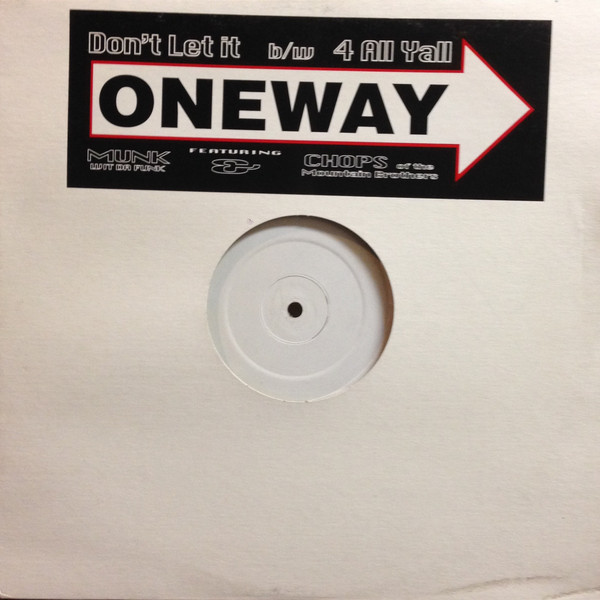 Don't Let it b/w 4 All Yall
ONEWAY
MUNK FEATURING & CHOPS of the
WIT DA FUNK Mountain Brothers